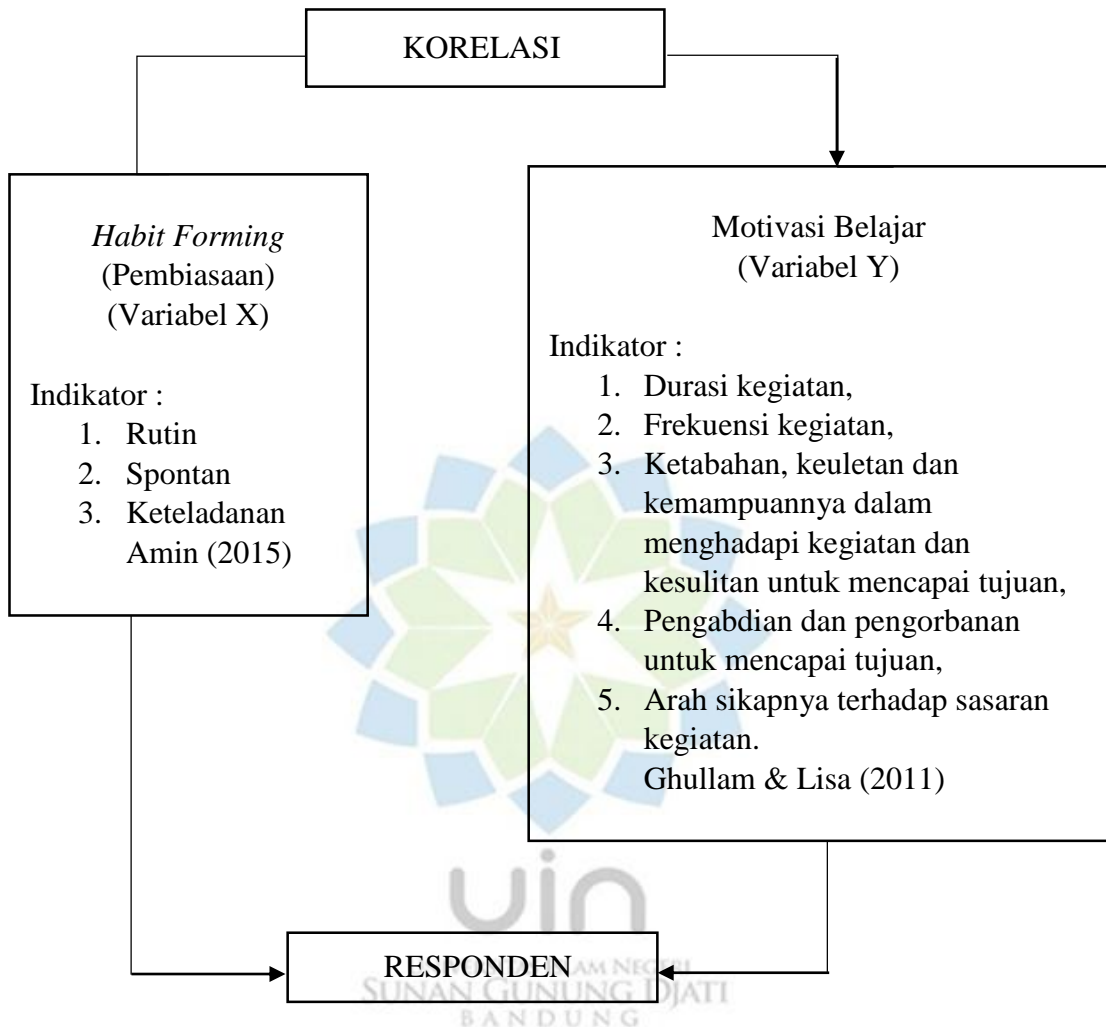 KORELASI
Habit Forming
(Pembiasaan)
(Variabel X)
Indikator :
1. Rutin
2. Spontan
3. Keteladanan
Amin (2015)
Motivasi Belajar
(Variabel Y)
Indikator :
1. Durasi kegiatan,
2. Frekuensi kegiatan,
3. Ketabahan, keuletan dan
kemampuannya dalam
menghadapi kegiatan dan
kesulitan untuk mencapai tujuan,
4. Pengabdian dan pengorbanan
untuk mencapai tujuan,
5. Arah sikapnya terhadap sasaran
kegiatan.
Ghullam & Lisa (2011)
uin
RESPONDEN
AM NEGERI
SUNAN GUNUNG DJATI
BANDUNG